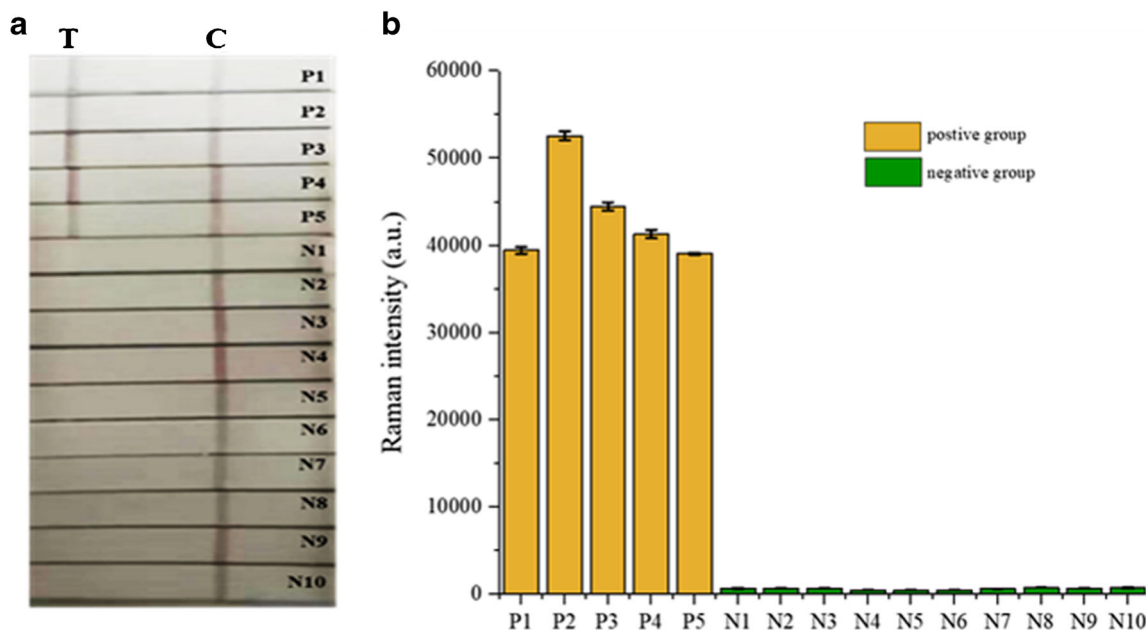 a
T C
P1
P2
P3
P4
P5
N1
N2
N3
N4
N5
N6
N7
N8
N9
N10
b
Raman intensity (a.u.)
60000
50000
40000
30000
20000
10000
0
postive group
negative group
P1 P2 P3 P4 P5 N1 N2 N3 N4 N5 N6 N7 N8 N9 N10